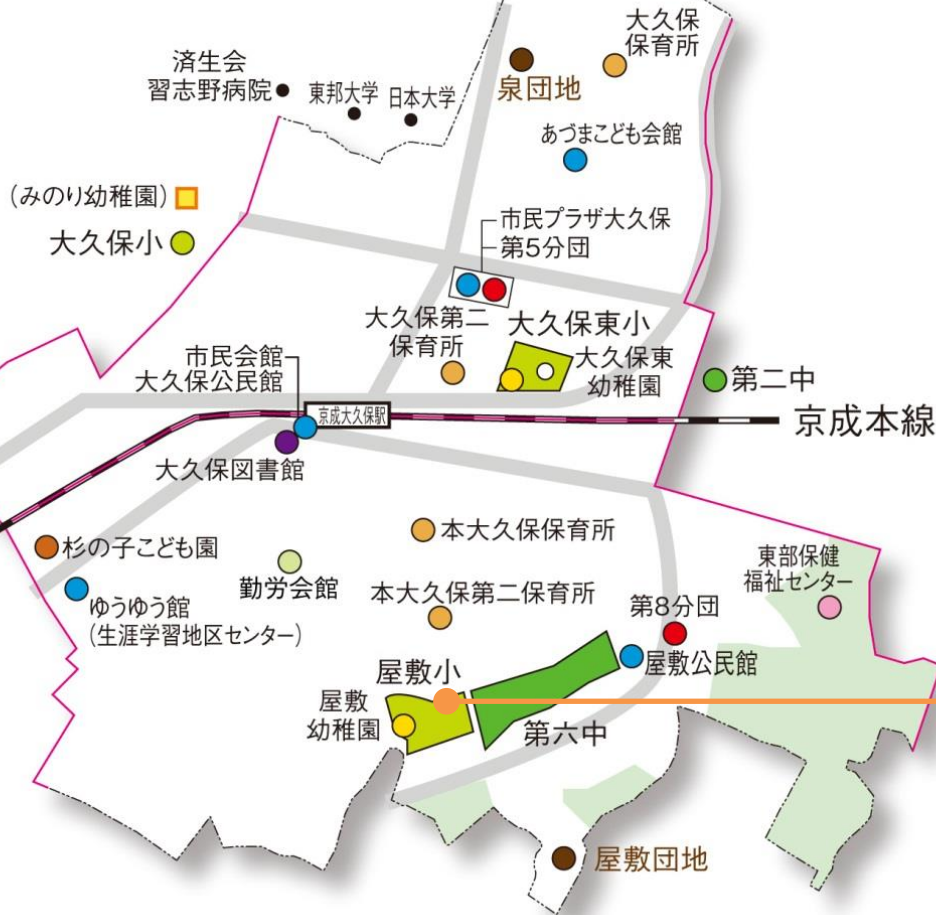 大久保
保育所
済生会
習志野病院
東邦大学
日本大学
泉団地
あづまこども会館
(みのり幼稚園)
大久保小
市民プラザ大久保
第5分団
大久保第二
保育所
大久保東小
大久保東
幼稚園
市民会館
大久保公民館
第二中
京成大久保駅
京成本線
大久保図書館
杉の子こども園
本大久保保育所
勤労会館
東部保健
福祉センター
ゆうゆう館
(生涯学習地区センター)
本大久保第二保育所
第8分団
屋敷公民館
屋敷小
屋敷
幼稚園
第六中
屋敷団地